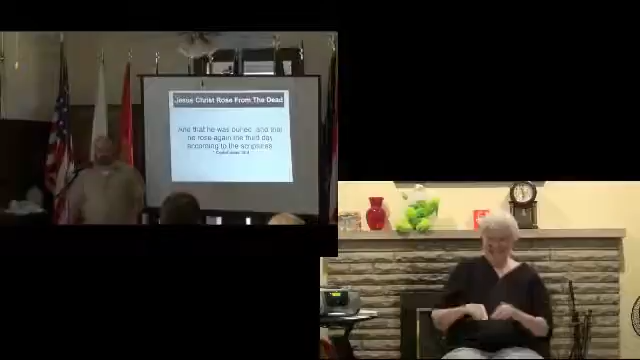 Jesus Christ Rose From The Dead
And that he was buried, and that
he rose again the third day
according to the scriptures